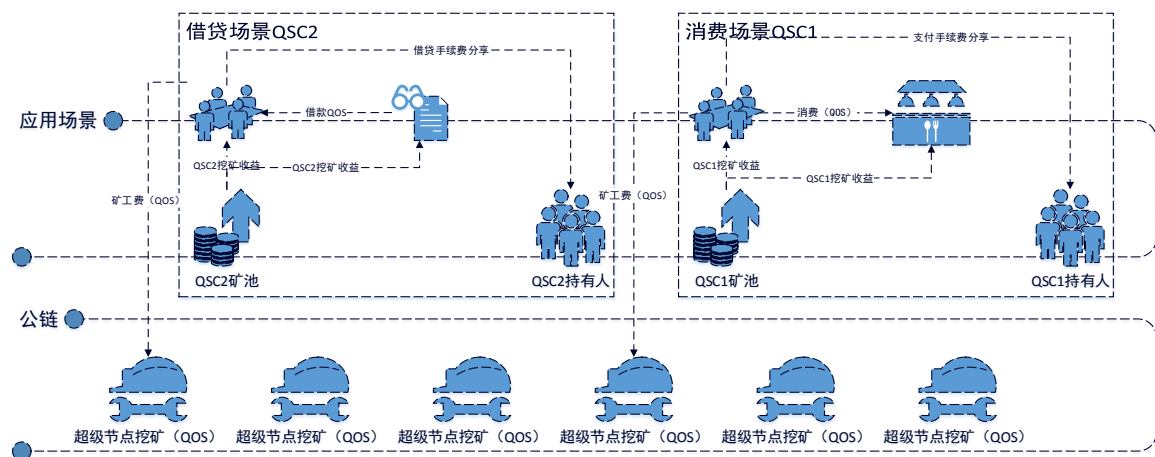 借贷场景QSC2
消费场景QSC1
借贷手续费分享
支付手续费分享
应用场景
借款QOS
消费（QOS）
QSC2挖矿收益
QSC2挖矿收益
QSC1挖矿收益
QSC1挖矿收益
矿工费（QOS）
矿工费（QOS）
QSC2矿池
QSC2持有人
QSC1矿池
QSC1持有人
公链
超级节点挖矿（QOS）
超级节点挖矿（QOS）
超级节点挖矿（QOS）
超级节点挖矿（QOS）
超级节点挖矿（QOS）
超级节点挖矿（QOS）